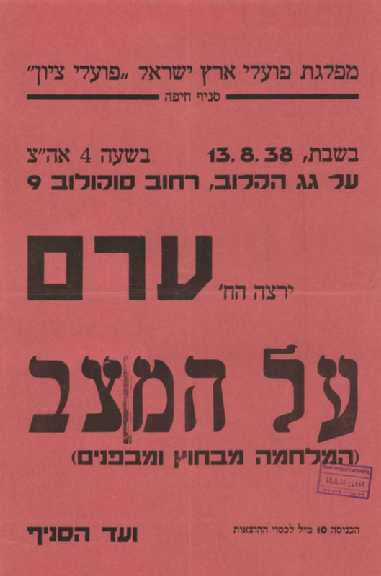 מפלגת פועלי ארץ ישראל „פועלי ציון"
סניף חיפה
בשבת, 13.8.38 בשעה 4 אה"צ
על גג הקלוב, רחוב סוקולוב 9
ירצה הח' ערם
על המצב
(המלחמה מבחוץ ומבפנים)
הכניסה 10 מיל לכסוי ההוצאות
ועד הסניף